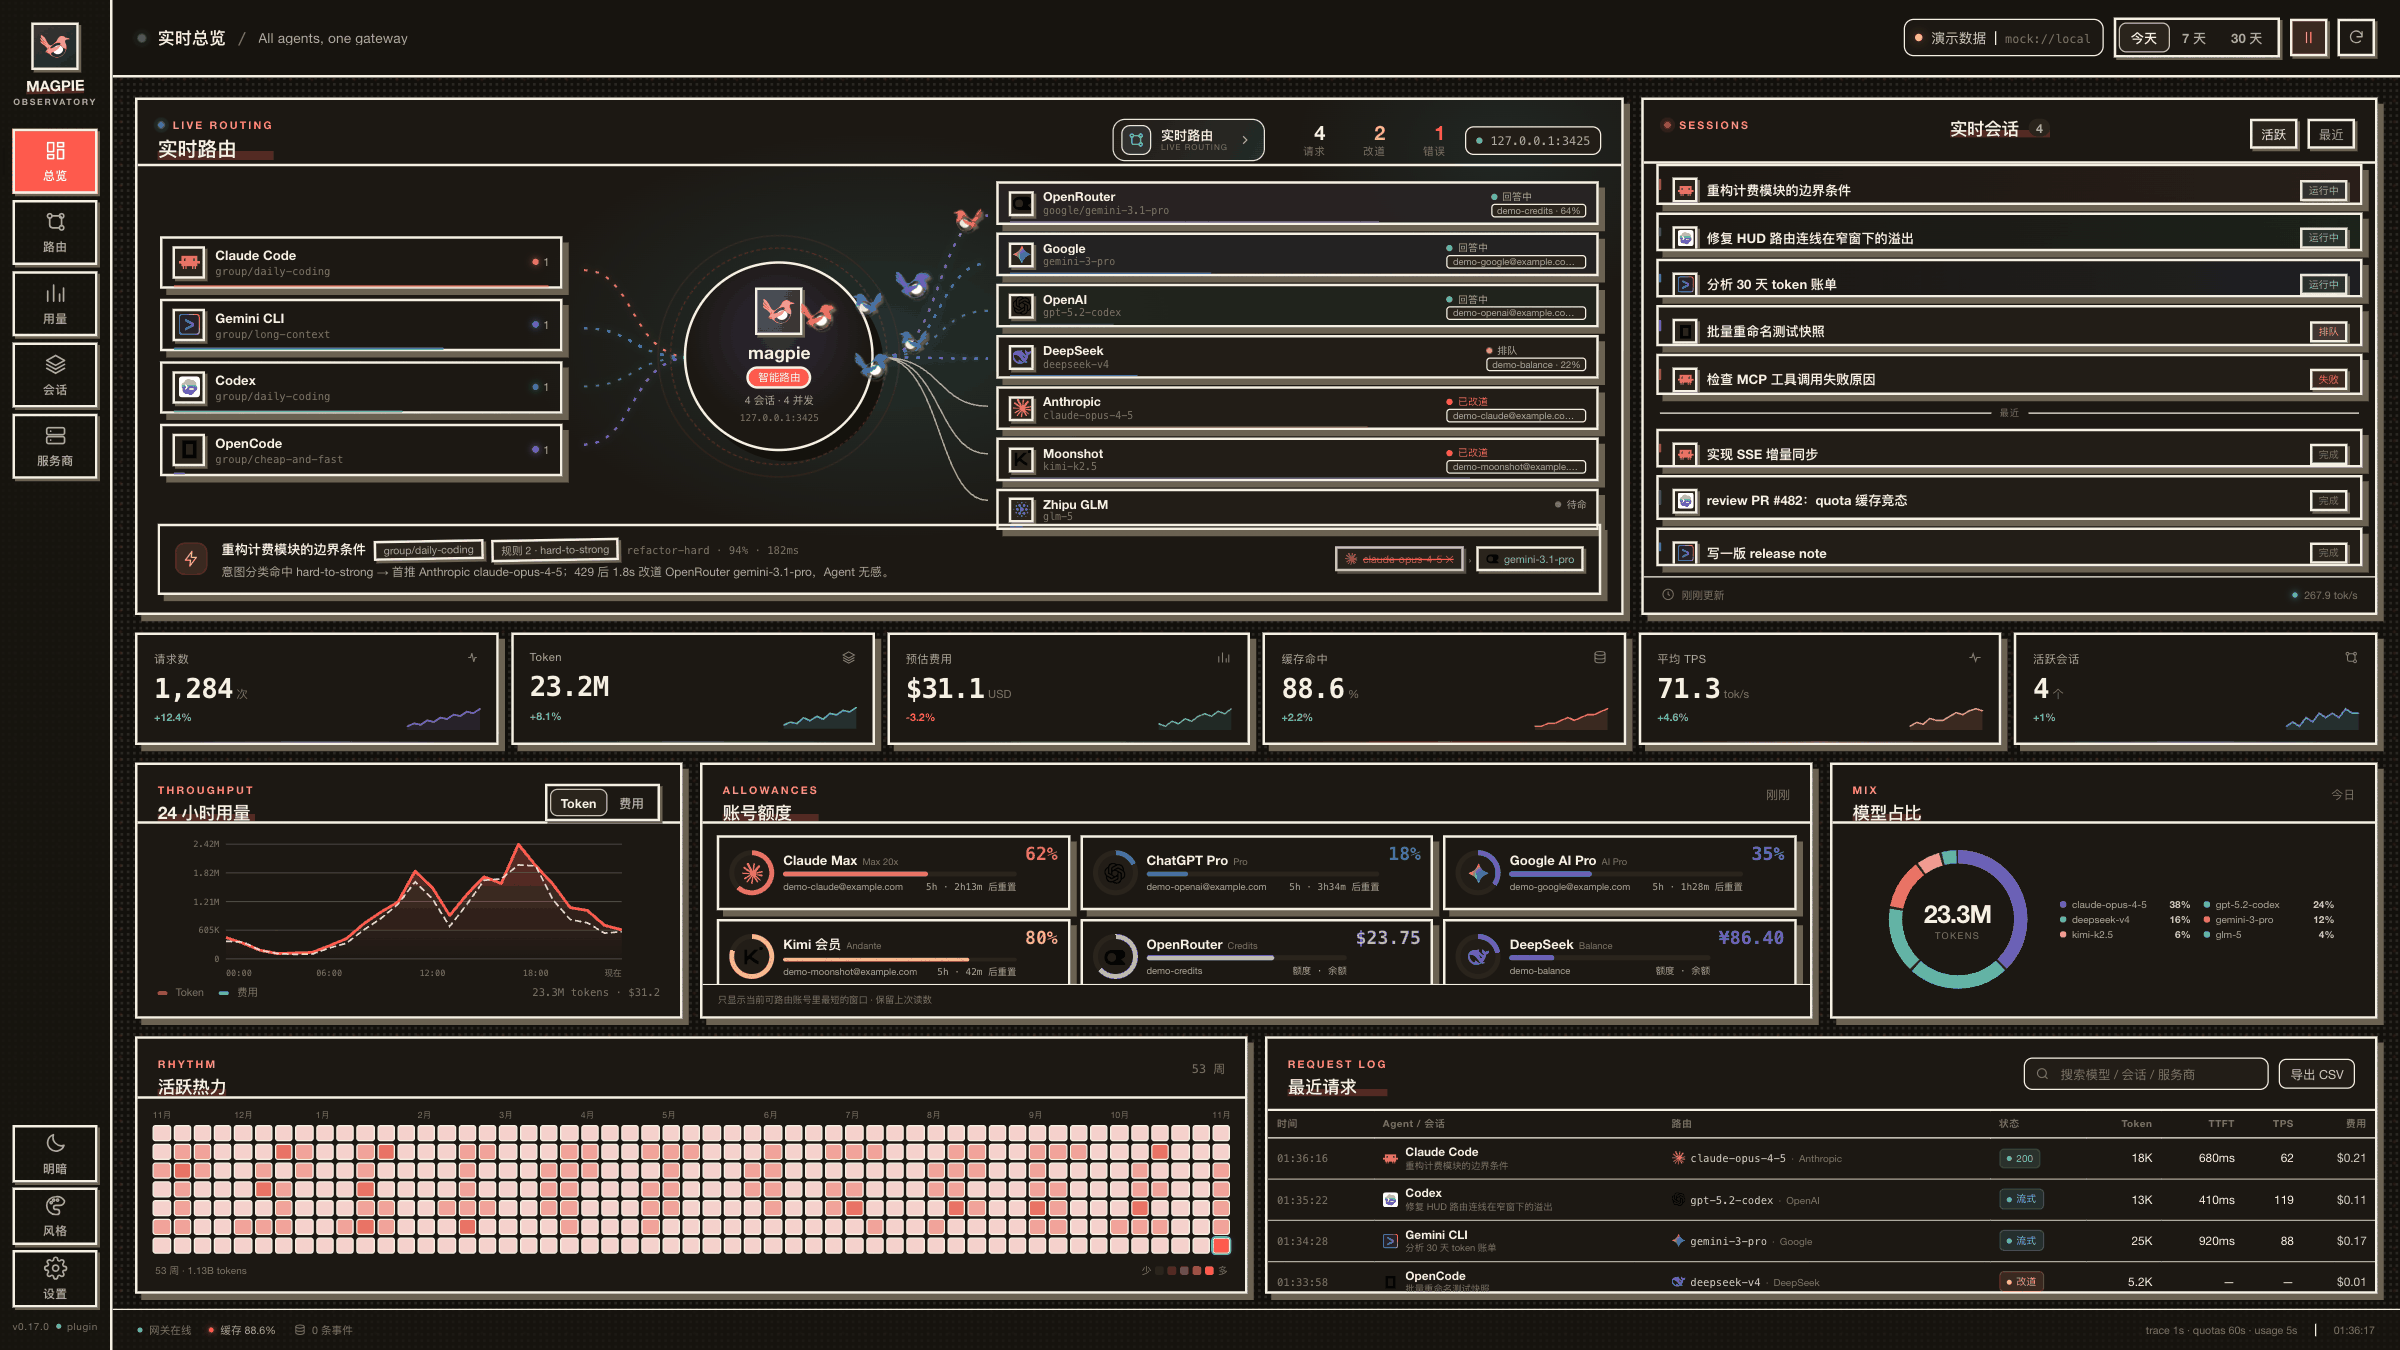 MAGPIE
OBSERVATORY
总览
路由
用量
会话
服务商
明暗
风格
设置
v0.17.0 plugin
实时总览 / All agents, one gateway
演示数据 | mock://local
今天 7 天 30 天
LIVE ROUTING
实时路由
实时路由
LIVE ROUTING
4 请求
2 改道
1 错误
127.0.0.1:3425
Claude Code
group/daily-coding
1
Gemini CLI
group/long-context
1
Codex
group/daily-coding
1
OpenCode
group/cheap-and-fast
1
magpie
智能路由
4 会话 · 4 并发
127.0.0.1:3425
OpenRouter
google/gemini-3.1-pro
回答中
demo-credits · 64%
Google
gemini-3-pro
回答中
demo-google@example.co...
OpenAI
gpt-5.2-codex
回答中
demo-openai@example.co...
DeepSeek
deepseek-v4
排队
demo-balance · 22%
Anthropic
claude-opus-4-5
已改道
demo-claude@example.co...
Moonshot
kimi-k2.5
已改道
demo-moonshot@example....
Zhipu GLM
glm-5
待命
重构计费模块的边界条件 group/daily-coding 规则 2 · hard-to-strong refactor-hard · 94% · 182ms
意图分类命中 hard-to-strong → 首推 Anthropic claude-opus-4-5；429 后 1.8s 改道 OpenRouter gemini-3.1-pro，Agent 无感。
claude-opus-4-5 ✕ gemini-3.1-pro
SESSIONS
实时会话 4
活跃 最近
重构计费模块的边界条件 运行中
修复 HUD 路由连线在窄窗下的溢出 运行中
分析 30 天 token 账单 运行中
批量重命名测试快照 排队
检查 MCP 工具调用失败原因 失败
最近
实现 SSE 增量同步 完成
review PR #482：quota 缓存竞态 完成
写一版 release note 完成
刚刚更新
267.9 tok/s
请求数
1,284 次
+12.4%
Token
23.2M
+8.1%
预估费用
$31.1 USD
-3.2%
缓存命中
88.6 %
+2.2%
平均 TPS
71.3 tok/s
+4.6%
活跃会话
4 个
+1%
THROUGHPUT
24 小时用量
Token 费用
2.42M
1.82M
1.21M
605K
0
00:00 06:00 12:00 18:00 现在
Token 费用
23.3M tokens · $31.2
ALLOWANCES
账号额度
刚刚
Claude Max Max 20x 62%
demo-claude@example.com 5h · 2h13m 后重置
ChatGPT Pro Pro 18%
demo-openai@example.com 5h · 3h34m 后重置
Google AI Pro AI Pro 35%
demo-google@example.com 5h · 1h28m 后重置
Kimi 会员 Andante 80%
demo-moonshot@example.com 5h · 42m 后重置
OpenRouter Credits $23.75
demo-credits 额度 · 余额
DeepSeek Balance ¥86.40
demo-balance 额度 · 余额
只显示当前可路由账号里最短的窗口 · 保留上次读数
MIX
模型占比
今日
23.3M
TOKENS
claude-opus-4-5 38% gpt-5.2-codex 24%
deepseek-v4 16% gemini-3-pro 12%
kimi-k2.5 6% glm-5 4%
RHYTHM
活跃热力
53 周
11月 12月 1月 2月 3月 4月 5月 6月 7月 8月 9月 10月 11月
53 周 · 1.13B tokens
少 多
REQUEST LOG
最近请求
搜索模型 / 会话 / 服务商
导出 CSV
时间 Agent / 会话 路由 状态 Token TTFT TPS 费用
01:36:16 Claude Code claude-opus-4-5 · Anthropic 200 18K 680ms 62 $0.21
重构计费模块的边界条件
01:35:22 Codex gpt-5.2-codex · OpenAI 流式 13K 410ms 119 $0.11
修复 HUD 路由连线在窄窗下的溢出
01:34:28 Gemini CLI gemini-3-pro · Google 流式 25K 920ms 88 $0.17
分析 30 天 token 账单
01:33:58 OpenCode deepseek-v4 · DeepSeek 改道 5.2K — — $0.01
批量重命名测试快照
网关在线 缓存 88.6% 0 条事件
trace 1s · quotas 60s · usage 5s | 01:36:17